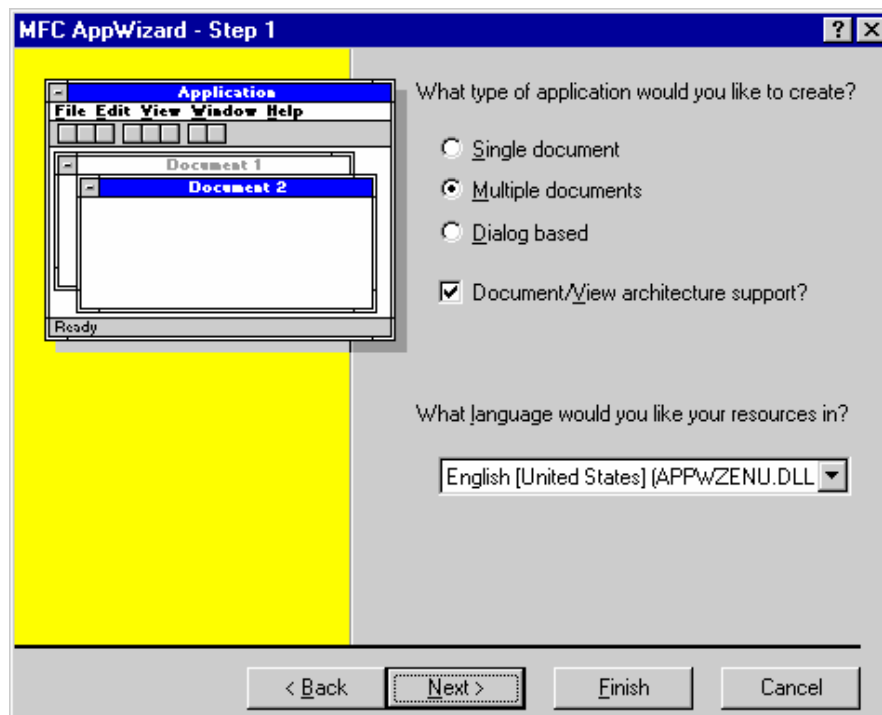 MFC AppWizard - Step 1
Application
File Edit View Window Help
Document 1
Document 2
Ready
What type of application would you like to create?
Single document
Multiple documents
Dialog based
Document/View architecture support?
What language would you like your resources in?
English [United States] (APPWZENU.DLL
< Back
Next >
Finish
Cancel